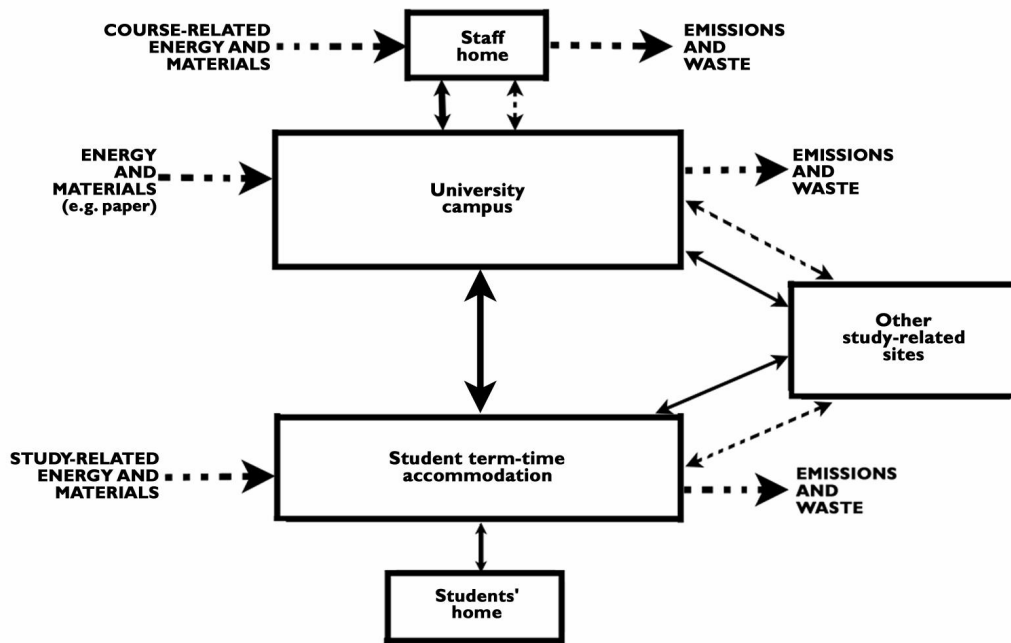 COURSE-RELATED
ENERGY AND
MATERIALS
Staff
home
EMISSIONS
AND
WASTE
ENERGY
AND
MATERIALS
(e.g. paper)
University
campus
EMISSIONS
AND
WASTE
Other
study-related
sites
STUDY-RELATED
ENERGY AND
MATERIALS
Student term-time
accommodation
EMISSIONS
AND
WASTE
Students'
home